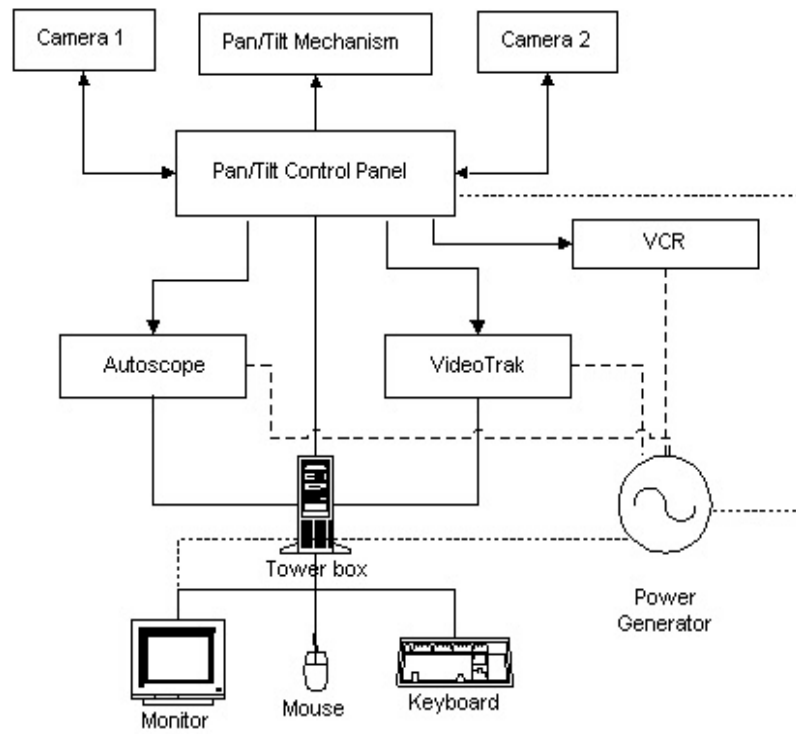 Camera 1
Pan/Tilt Mechanism
Camera 2
Pan/Tilt Control Panel
VCR
Autoscope
VideoTrak
Tower box
Power
Generator
Monitor
Mouse
Keyboard